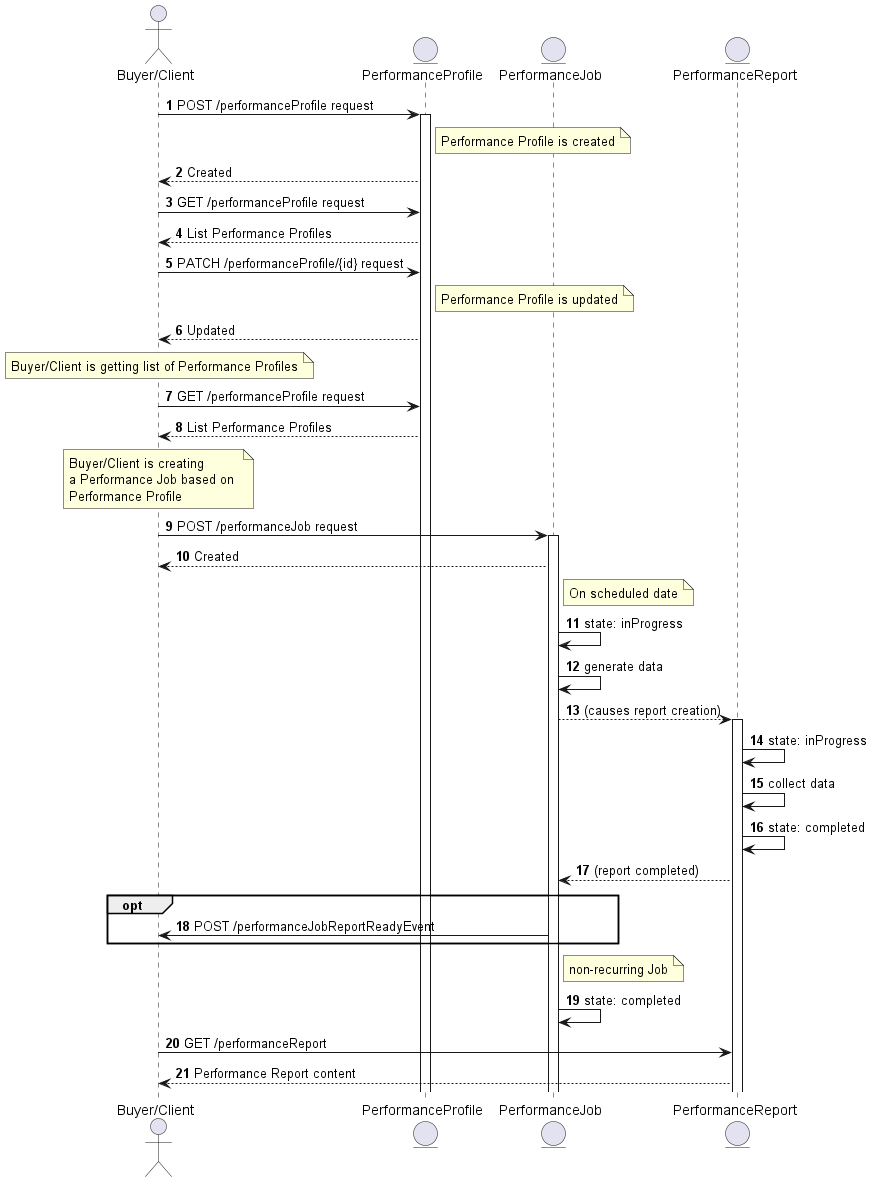 Buyer/Client
PerformanceProfile
PerformanceJob
PerformanceReport
1 POST /performanceProfile request
Performance Profile is created
2 Created
3 GET /performanceProfile request
4 List Performance Profiles
5 PATCH /performanceProfile/{id} request
Performance Profile is updated
6 Updated
Buyer/Client is getting list of Performance Profiles
7 GET /performanceProfile request
8 List Performance Profiles
Buyer/Client is creating
a Performance Job based on
Performance Profile
9 POST /performanceJob request
10 Created
On scheduled date
11 state: inProgress
12 generate data
13 (causes report creation)
14 state: inProgress
15 collect data
16 state: completed
17 (report completed)
opt
18 POST /performanceJobReportReadyEvent
non-recurring Job
19 state: completed
20 GET /performanceReport
21 Performance Report content
Buyer/Client
PerformanceProfile
PerformanceJob
PerformanceReport